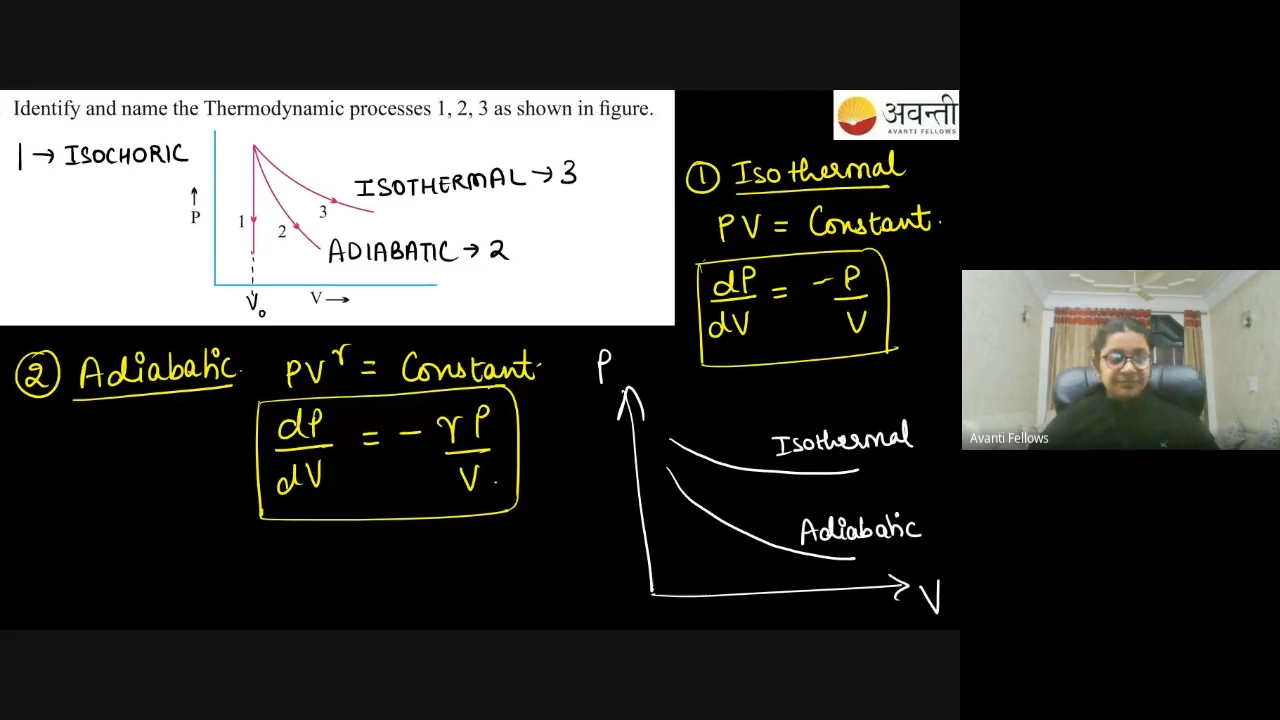 Identify and name the Thermodynamic processes 1, 2, 3 as shown in figure.
1 → ISOCHORIC
ISOTHERMAL → 3
ADIABATIC → 2
P
1
2
3
V
V₀
अवन्ती
AVANTI FELLOWS
① Isothermal
PV = Constant.
dP/dV = -P/V
② Adiabatic. PV^γ = Constant.
dP/dV = -γP/V.
P
Isothermal
Adiabatic
V
Avanti Fellows